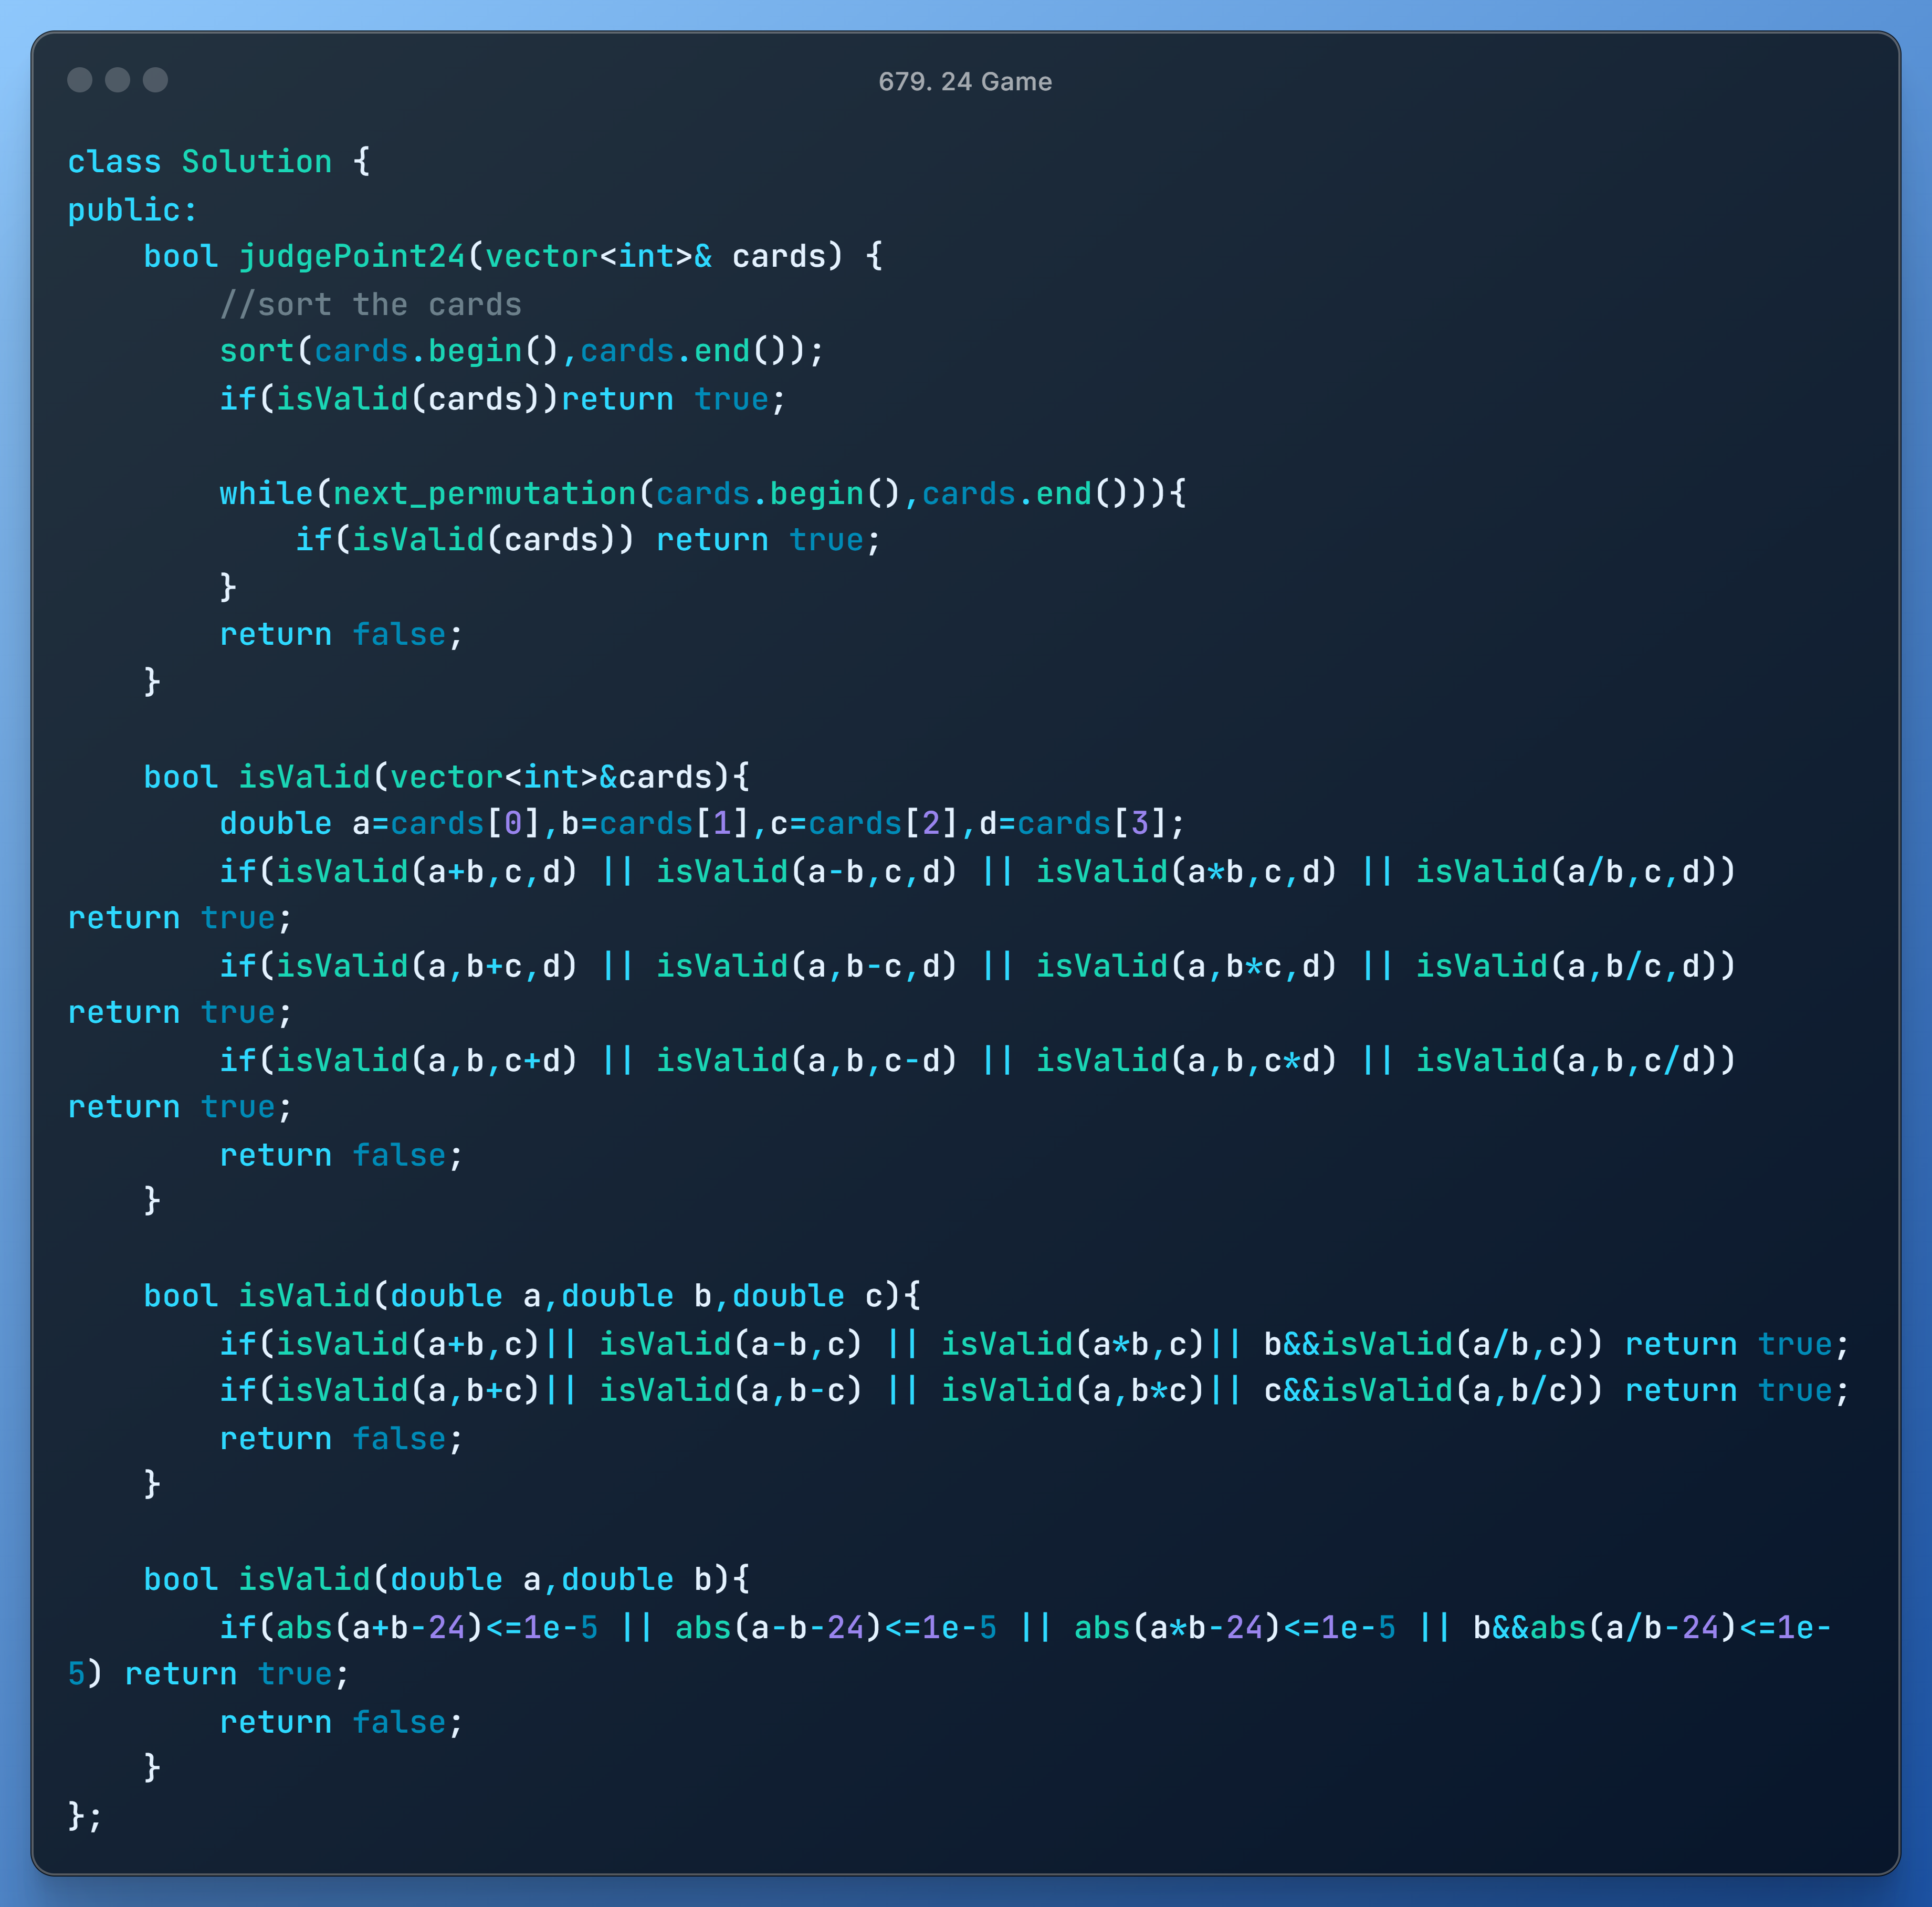 679. 24 Game
class Solution {
public:
    bool judgePoint24(vector<int>& cards) {
        //sort the cards
        sort(cards.begin(),cards.end());
        if(isValid(cards))return true;

        while(next_permutation(cards.begin(),cards.end())){
            if(isValid(cards)) return true;
        }
        return false;
    }

    bool isValid(vector<int>&cards){
        double a=cards[0],b=cards[1],c=cards[2],d=cards[3];
        if(isValid(a+b,c,d) || isValid(a-b,c,d) || isValid(a*b,c,d) || isValid(a/b,c,d))
return true;
        if(isValid(a,b+c,d) || isValid(a,b-c,d) || isValid(a,b*c,d) || isValid(a,b/c,d))
return true;
        if(isValid(a,b,c+d) || isValid(a,b,c-d) || isValid(a,b,c*d) || isValid(a,b,c/d))
return true;
        return false;
    }

    bool isValid(double a,double b,double c){
        if(isValid(a+b,c)|| isValid(a-b,c) || isValid(a*b,c)|| b&&isValid(a/b,c)) return true;
        if(isValid(a,b+c)|| isValid(a,b-c) || isValid(a,b*c)|| c&&isValid(a,b/c)) return true;
        return false;
    }

    bool isValid(double a,double b){
        if(abs(a+b-24)<=1e-5 || abs(a-b-24)<=1e-5 || abs(a*b-24)<=1e-5 || b&&abs(a/b-24)<=1e-
5) return true;
        return false;
    }
};